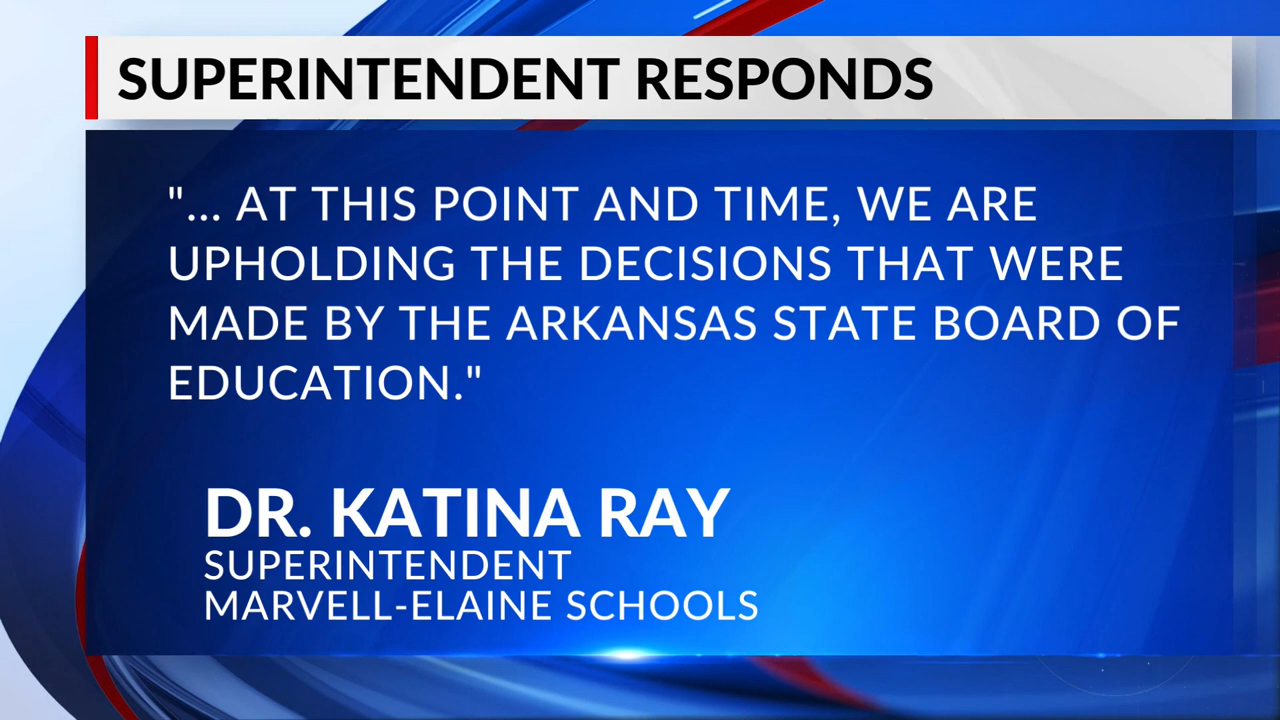 SUPERINTENDENT RESPONDS
"... AT THIS POINT AND TIME, WE ARE
UPHOLDING THE DECISIONS THAT WERE
MADE BY THE ARKANSAS STATE BOARD OF
EDUCATION."
DR. KATINA RAY
SUPERINTENDENT
MARVELL-ELAINE SCHOOLS